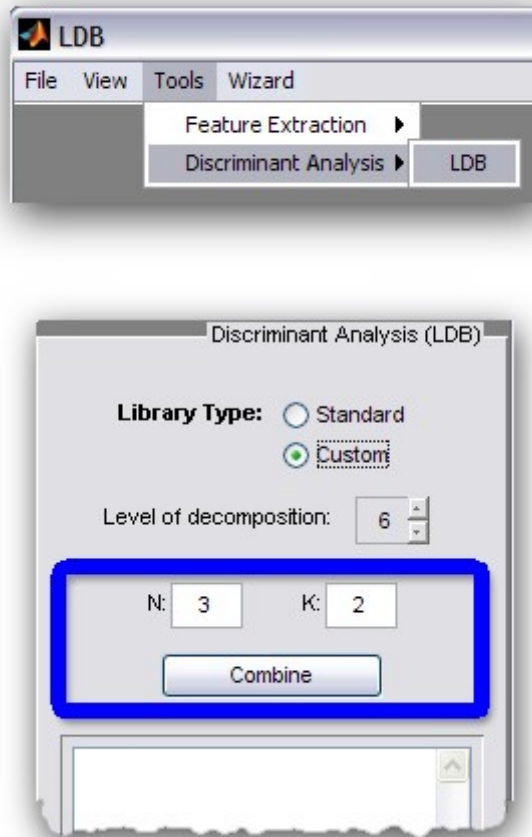 LDB
File View Tools Wizard
Feature Extraction
Discriminant Analysis LDB
Discriminant Analysis (LDB)
Library Type: Standard
Custom
Level of decomposition: 6
N: 3 K: 2
Combine